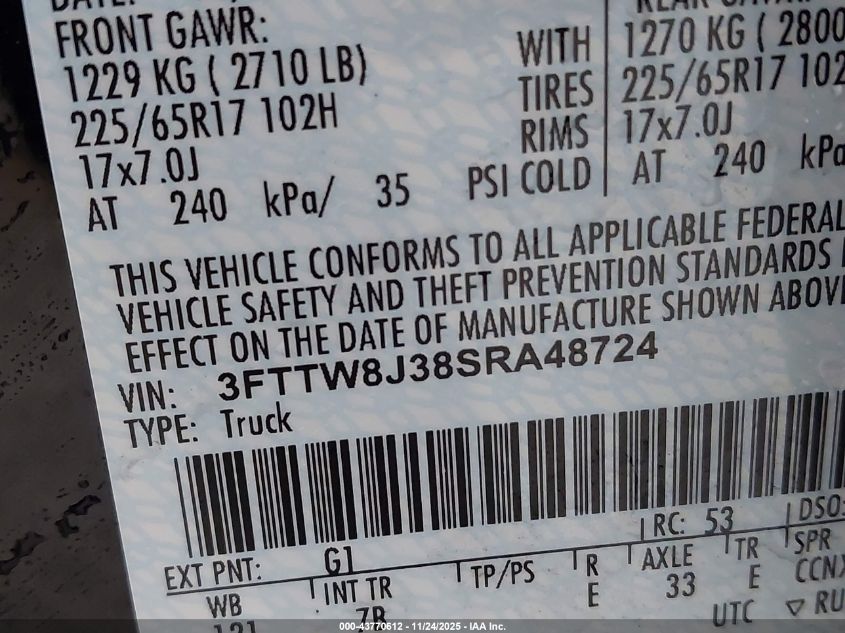 FRONT GAWR:
1229 KG ( 2710 LB)
225/65R17 102H
17x7.0J
AT 240 kPa/ 35 PSI COLD
WITH
TIRES
RIMS
1270 KG ( 2800
225/65R17 102
17x7.0J
AT 240 kPa
THIS VEHICLE CONFORMS TO ALL APPLICABLE FEDERAL
VEHICLE SAFETY AND THEFT PREVENTION STANDARDS
EFFECT ON THE DATE OF MANUFACTURE SHOWN ABOVE
VIN: 3FTTW8J38SRA48724
TYPE: Truck
EXT PNT: G1 RC: 53 DSO:
WB INT TR TP/PS R AXLE TR SPR
E 33 E CCN
UTC ▽ RU
000-43770612 - 11/24/2025 - IAA Inc.